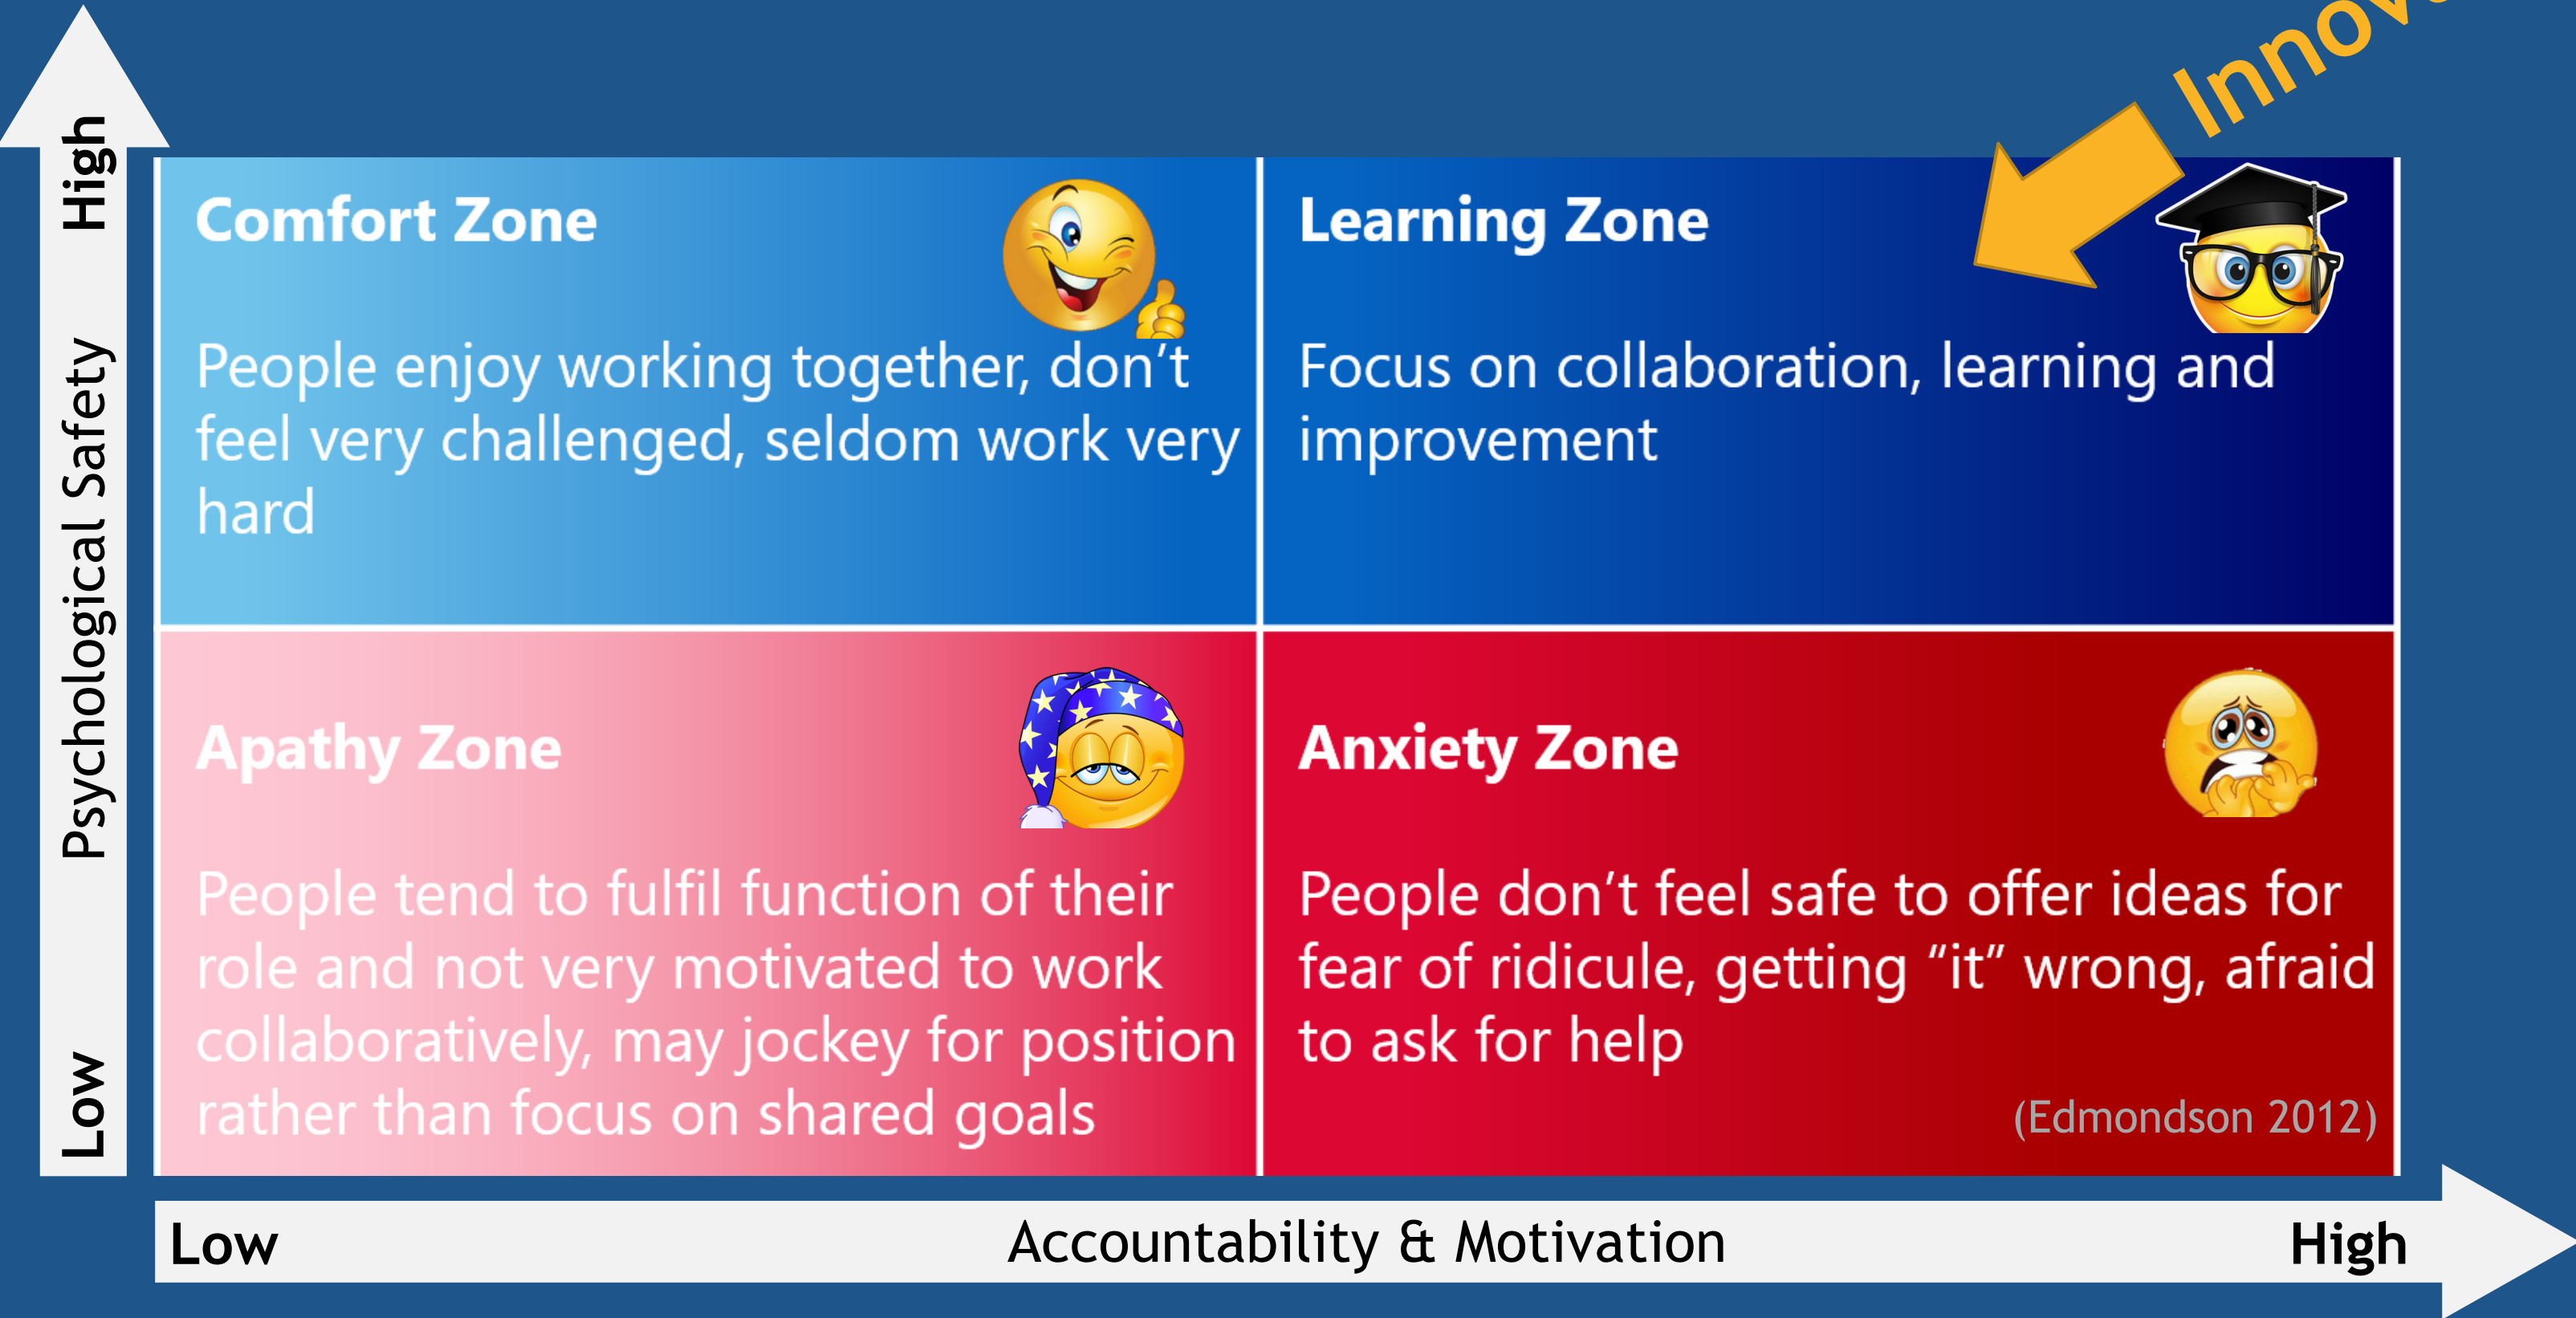 Innov
High
Psychological Safety
Low
Comfort Zone
People enjoy working together, don’t
feel very challenged, seldom work very
hard
Learning Zone
Focus on collaboration, learning and
improvement
Apathy Zone
People tend to fulfil function of their
role and not very motivated to work
collaboratively, may jockey for position
rather than focus on shared goals
Anxiety Zone
People don’t feel safe to offer ideas for
fear of ridicule, getting “it” wrong, afraid
to ask for help
(Edmondson 2012)
Low Accountability & Motivation High